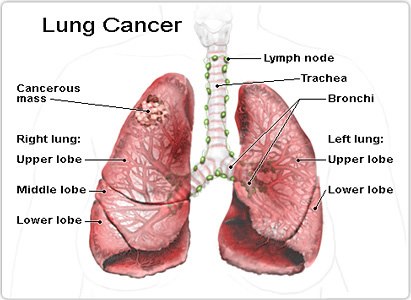 Lung Cancer
Lymph node
Trachea
Cancerous
mass
Bronchi
Right lung:
Upper lobe
Middle lobe
Lower lobe
Left lung:
Upper lobe
Lower lobe